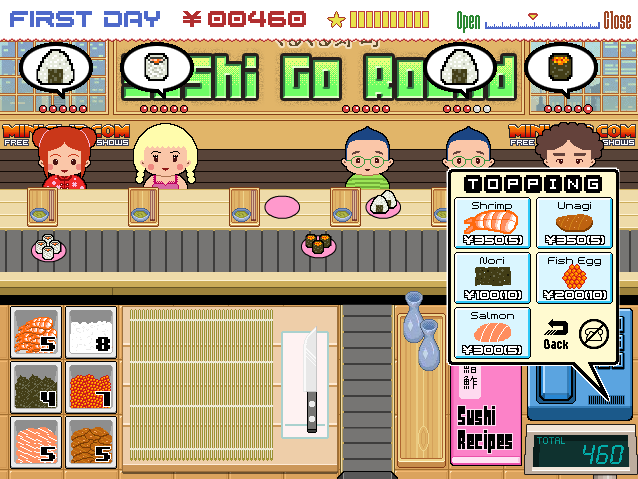 FIRST DAY ¥00460 Open Close
Sushi Go Round
MINICLIP.COM
FREE SHOWS
MINICLIP.COM
FREE SHOWS
TOPPING
Shrimp
¥350(5)
Unagi
¥350(5)
Nori
¥100(10)
Fish Egg
¥200(10)
Salmon
¥300(5)
Back
5
8
4
7
5
5
Sushi
Recipes
TOTAL
460